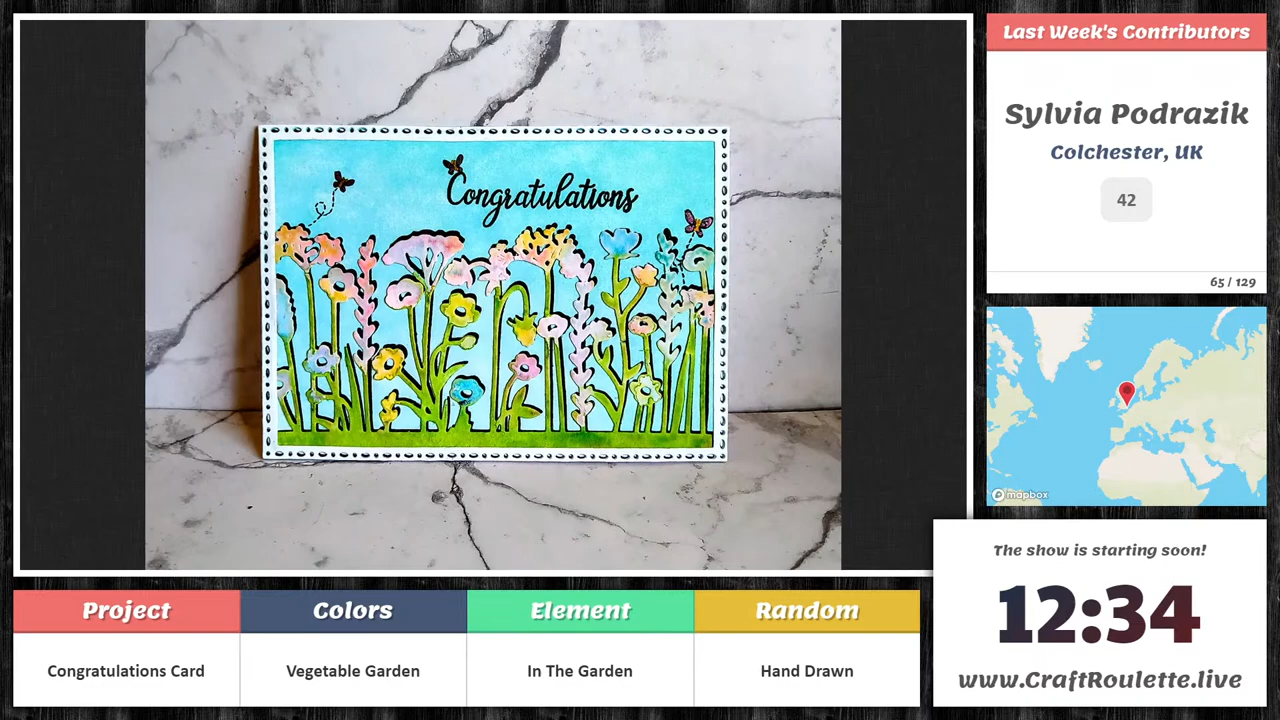 Congratulations
Last Week's Contributors
Sylvia Podrazik
Colchester, UK
42
65 / 129
mapbox
The show is starting soon!
12:34
www.CraftRoulette.live
Project
Colors
Element
Random
Congratulations Card
Vegetable Garden
In The Garden
Hand Drawn